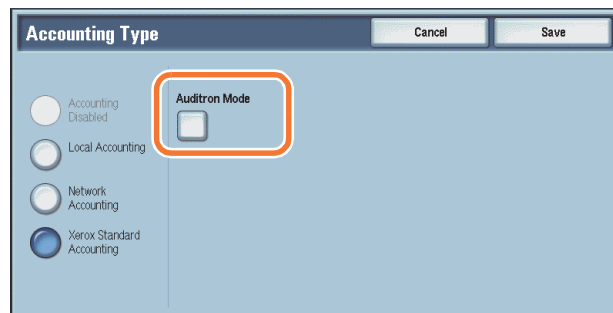 Accounting Type
Cancel
Save
Accounting
Disabled
Local Accounting
Network
Accounting
Xerox Standard
Accounting
Auditron Mode